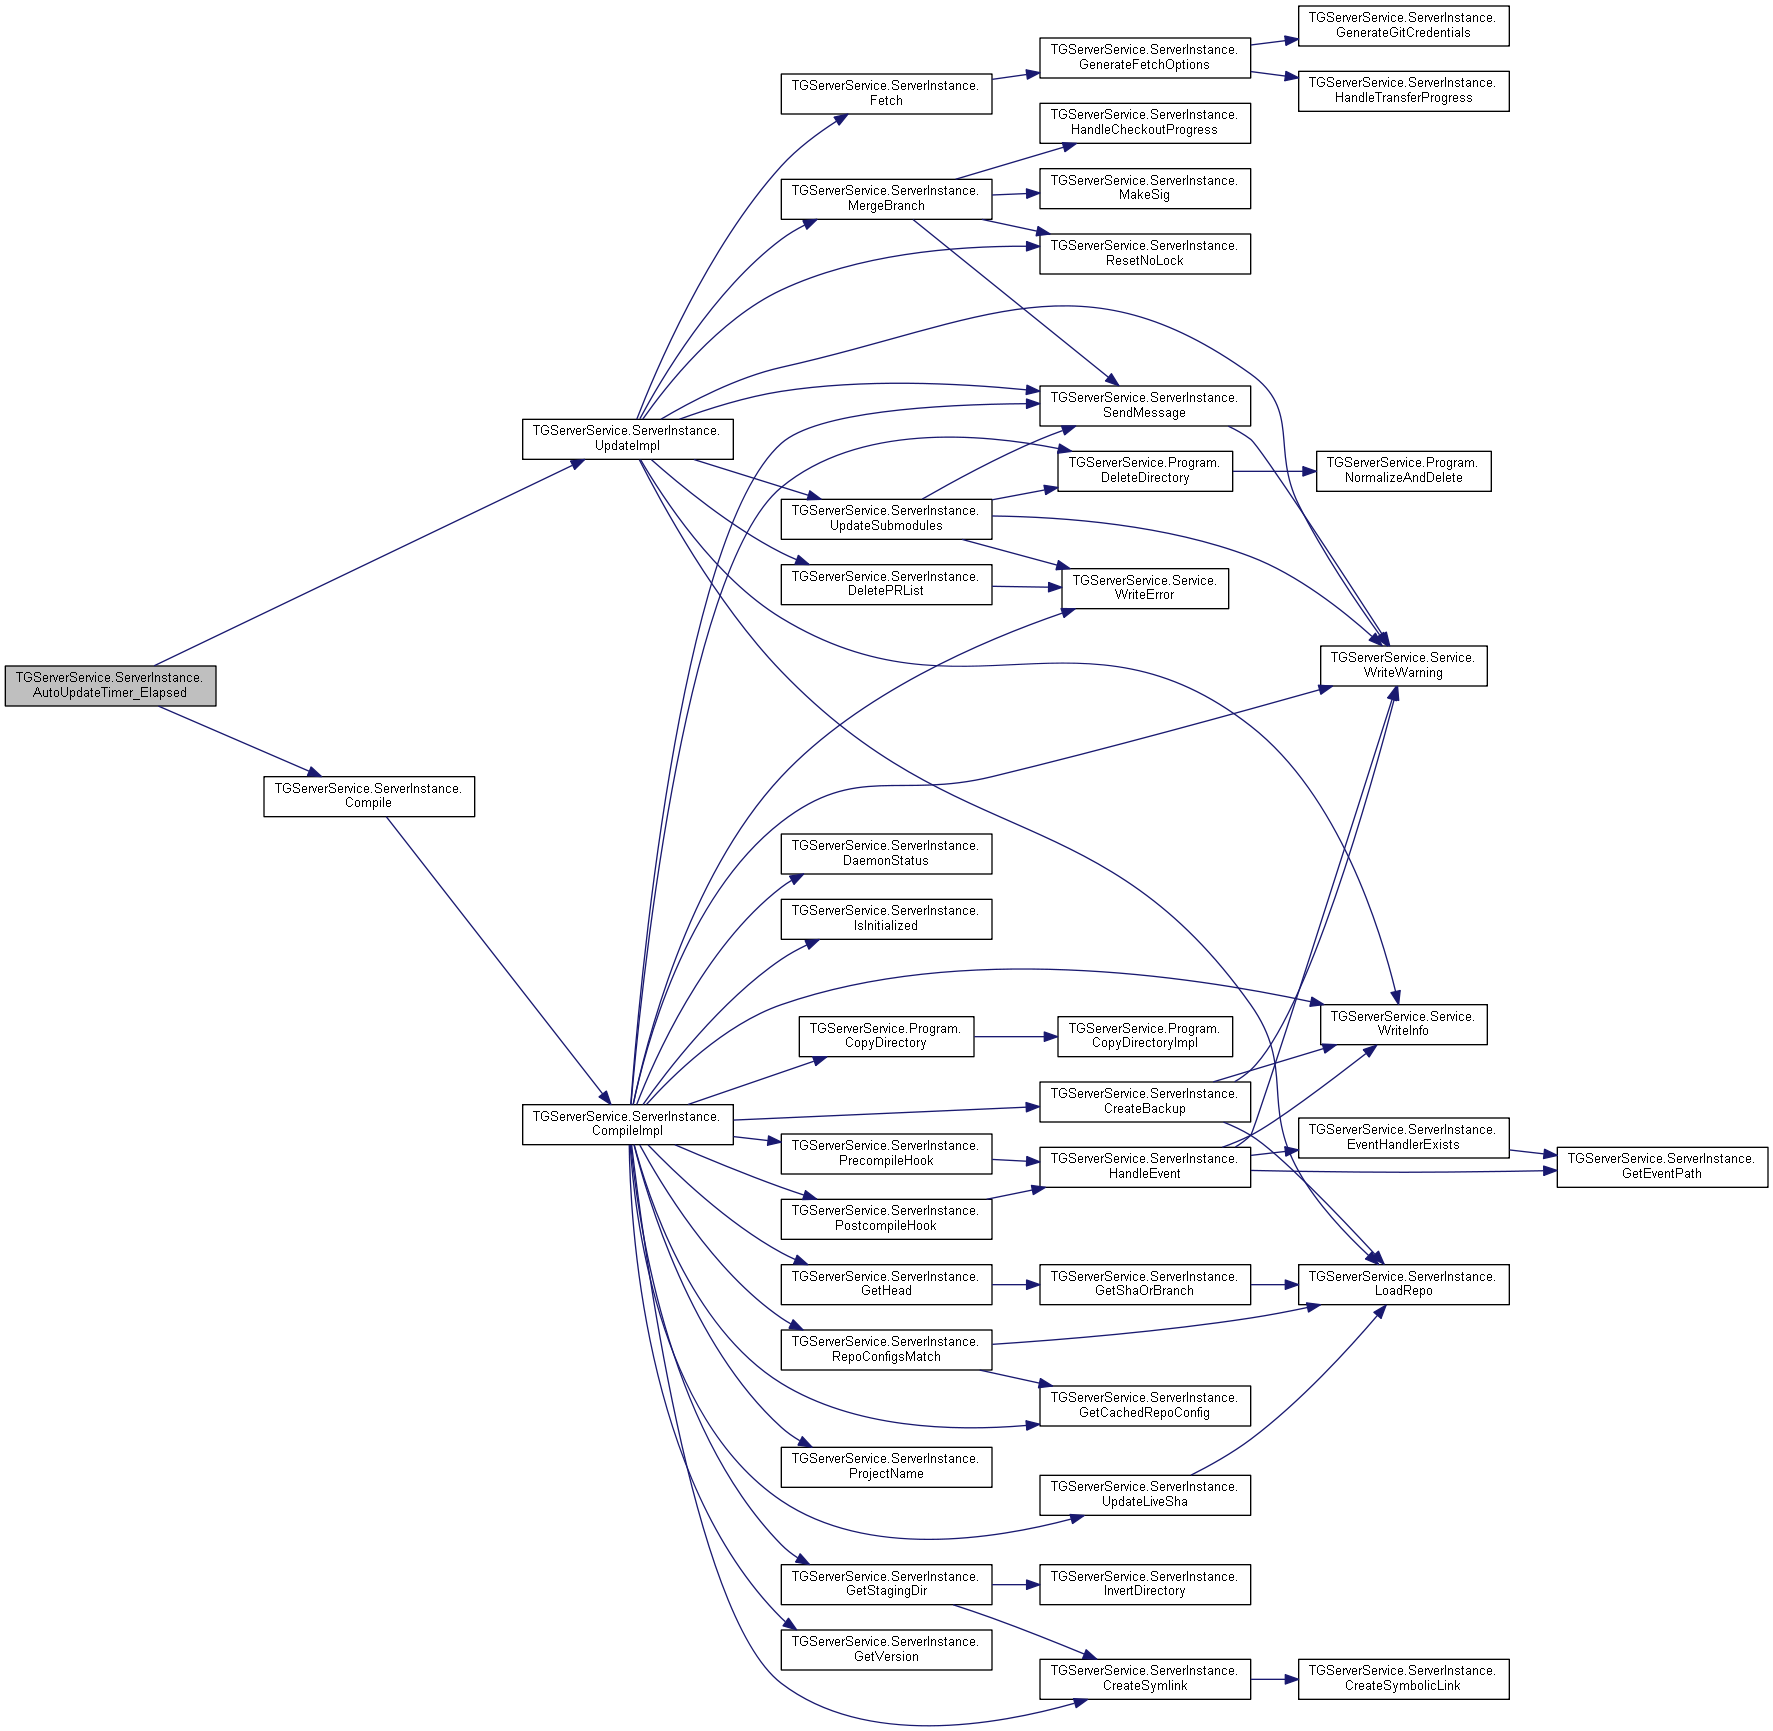 TGServerService.ServerInstance.
GenerateGitCredentials
TGServerService.ServerInstance.
GenerateFetchOptions
TGServerService.ServerInstance.
HandleTransferProgress
TGServerService.ServerInstance.
Fetch
TGServerService.ServerInstance.
HandleCheckoutProgress
TGServerService.ServerInstance.
MergeBranch
TGServerService.ServerInstance.
MakeSig
TGServerService.ServerInstance.
ResetNoLock
TGServerService.ServerInstance.
SendMessage
TGServerService.ServerInstance.
UpdateImpl
TGServerService.Program.
DeleteDirectory
TGServerService.Program.
NormalizeAndDelete
TGServerService.ServerInstance.
UpdateSubmodules
TGServerService.ServerInstance.
DeletePRList
TGServerService.Service.
WriteError
TGServerService.Service.
WriteWarning
TGServerService.ServerInstance.
AutoUpdateTimer_Elapsed
TGServerService.ServerInstance.
Compile
TGServerService.ServerInstance.
DaemonStatus
TGServerService.ServerInstance.
IsInitialized
TGServerService.Service.
WriteInfo
TGServerService.Program.
CopyDirectory
TGServerService.Program.
CopyDirectoryImpl
TGServerService.ServerInstance.
CreateBackup
TGServerService.ServerInstance.
CompileImpl
TGServerService.ServerInstance.
EventHandlerExists
TGServerService.ServerInstance.
PrecompileHook
TGServerService.ServerInstance.
HandleEvent
TGServerService.ServerInstance.
GetEventPath
TGServerService.ServerInstance.
PostcompileHook
TGServerService.ServerInstance.
GetHead
TGServerService.ServerInstance.
GetShaOrBranch
TGServerService.ServerInstance.
LoadRepo
TGServerService.ServerInstance.
RepoConfigsMatch
TGServerService.ServerInstance.
GetCachedRepoConfig
TGServerService.ServerInstance.
ProjectName
TGServerService.ServerInstance.
UpdateLiveSha
TGServerService.ServerInstance.
GetStagingDir
TGServerService.ServerInstance.
InvertDirectory
TGServerService.ServerInstance.
GetVersion
TGServerService.ServerInstance.
CreateSymlink
TGServerService.ServerInstance.
CreateSymbolicLink